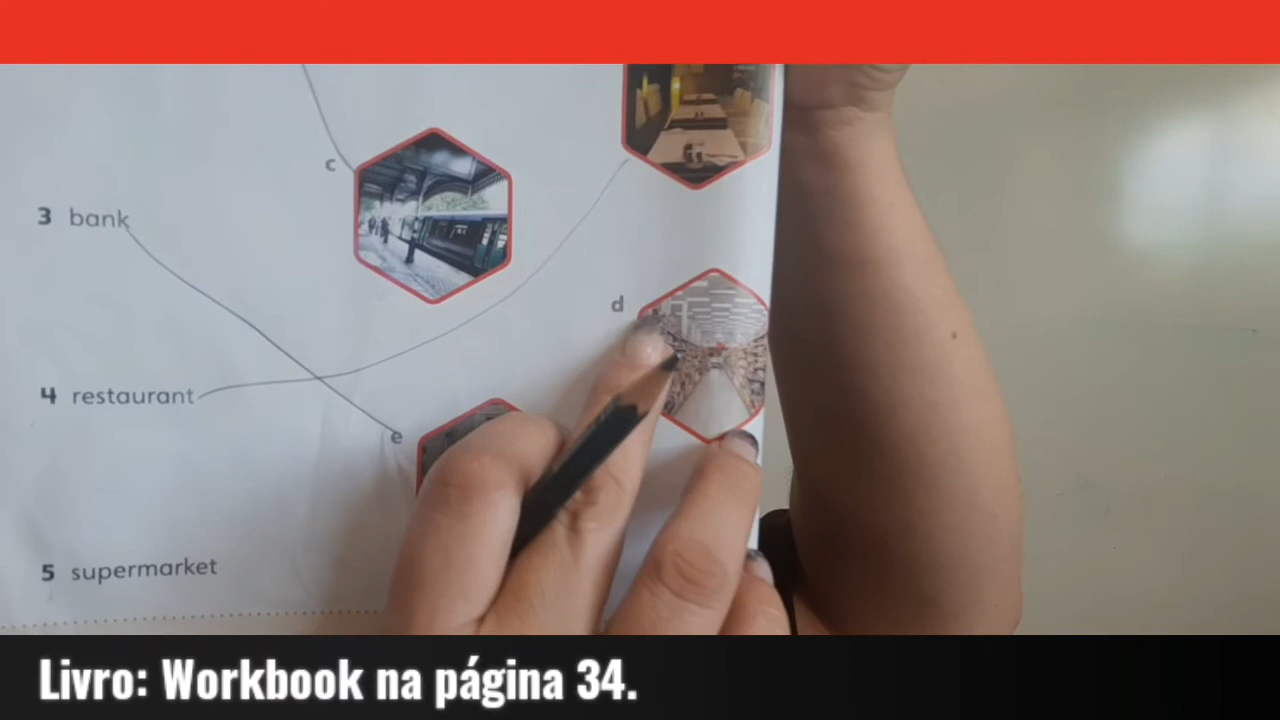 c
3 bank
d
4 restaurant
e
5 supermarket
Livro: Workbook na página 34.